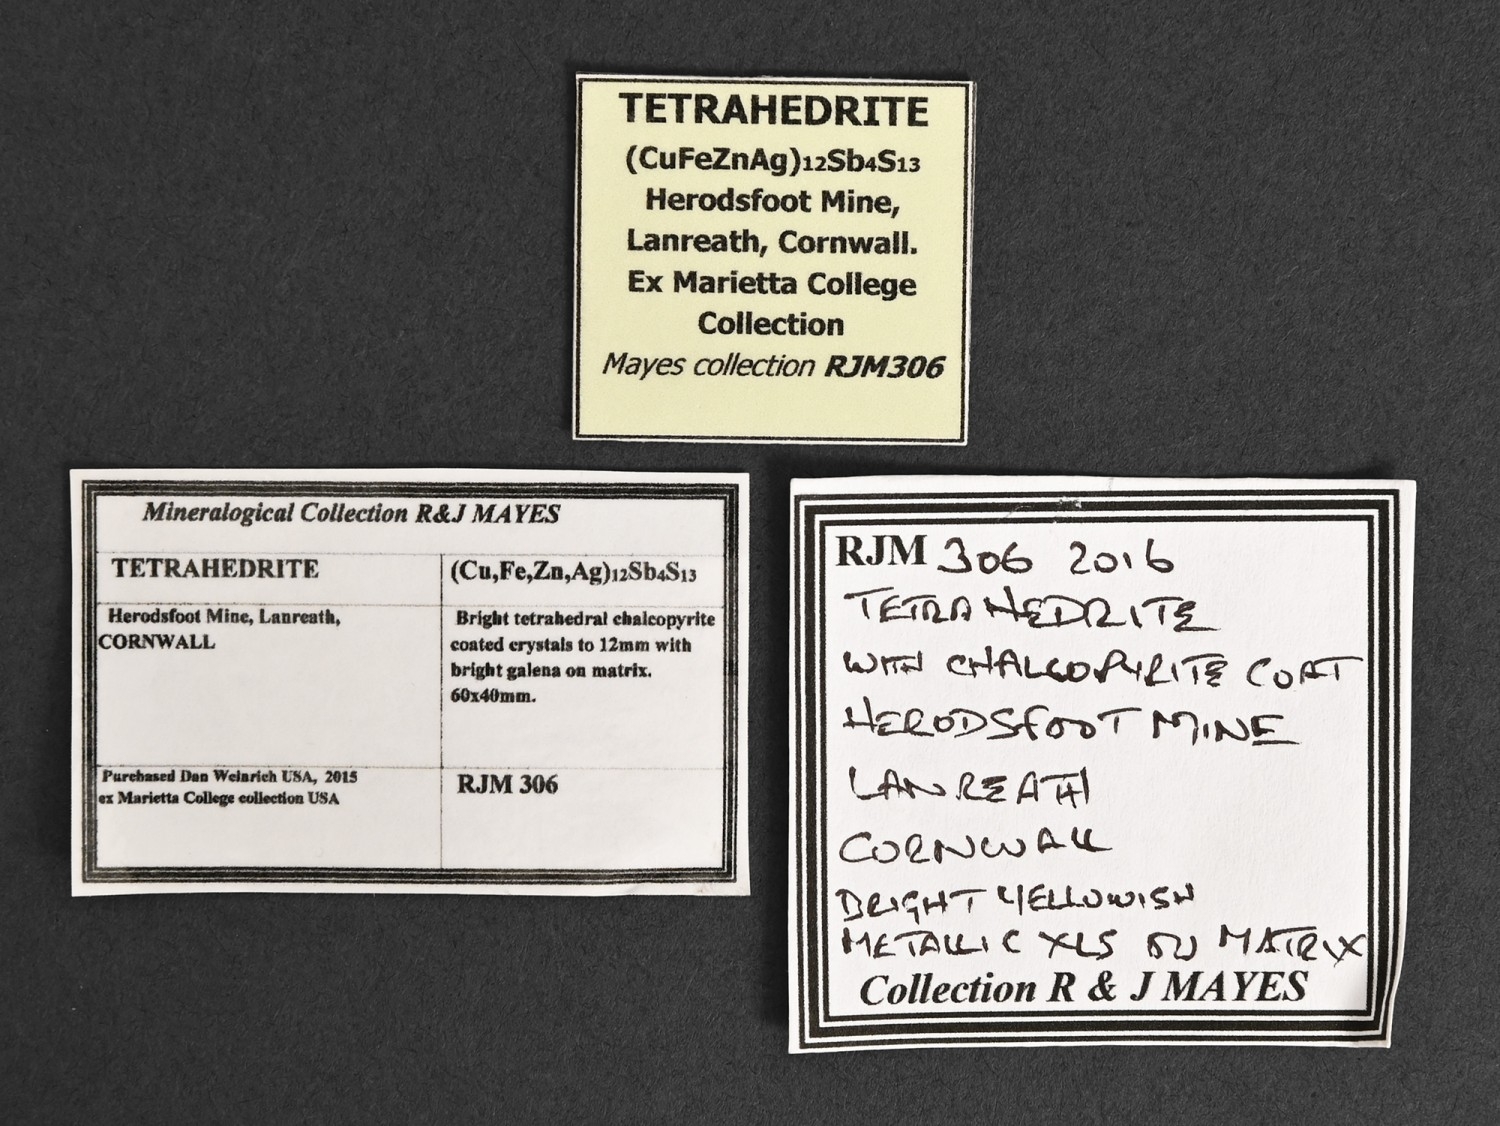 TETRAHEDRITE
(CuFeZnAg)₁₂Sb₄S₁₃
Herodsfoot Mine,
Lanreath, Cornwall.
Ex Marietta College
Collection
Mayes collection RJM306
Mineralogical Collection R&J MAYES
TETRAHEDRITE
(Cu,Fe,Zn,Ag)₁₂Sb₄S₁₃
Herodsfoot Mine, Lanreath,
CORNWALL
Bright tetrahedral chalcopyrite
coated crystals to 12mm with
bright galena on matrix.
60x40mm.
Purchased Dan Weinrich USA, 2015
ex Marietta College collection USA
RJM 306
RJM 306 2016
TETRAHEDRITE
WITH CHALCOPYRITE COAT
HERODSFOOT MINE
LANREATH
CORNWALL
BRIGHT YELLOWISH
METALLIC XLS ON MATRIX
Collection R & J MAYES